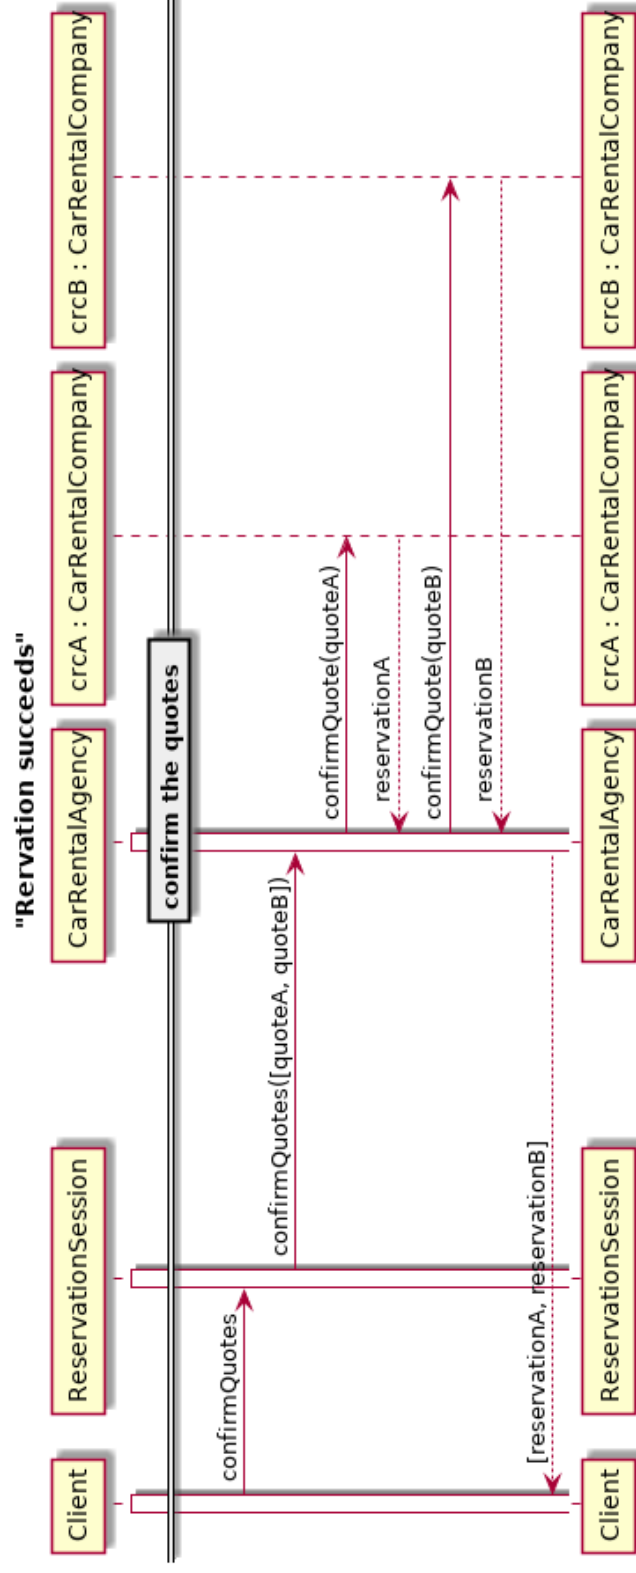 "Rervation succeeds"
Client
ReservationSession
CarRentalAgency
crcA : CarRentalCompany
crcB : CarRentalCompany
confirm the quotes
confirmQuotes
confirmQuotes([quoteA, quoteB])
confirmQuote(quoteA)
reservationA
confirmQuote(quoteB)
reservationB
[reservationA, reservationB]
Client
ReservationSession
CarRentalAgency
crcA : CarRentalCompany
crcB : CarRentalCompany